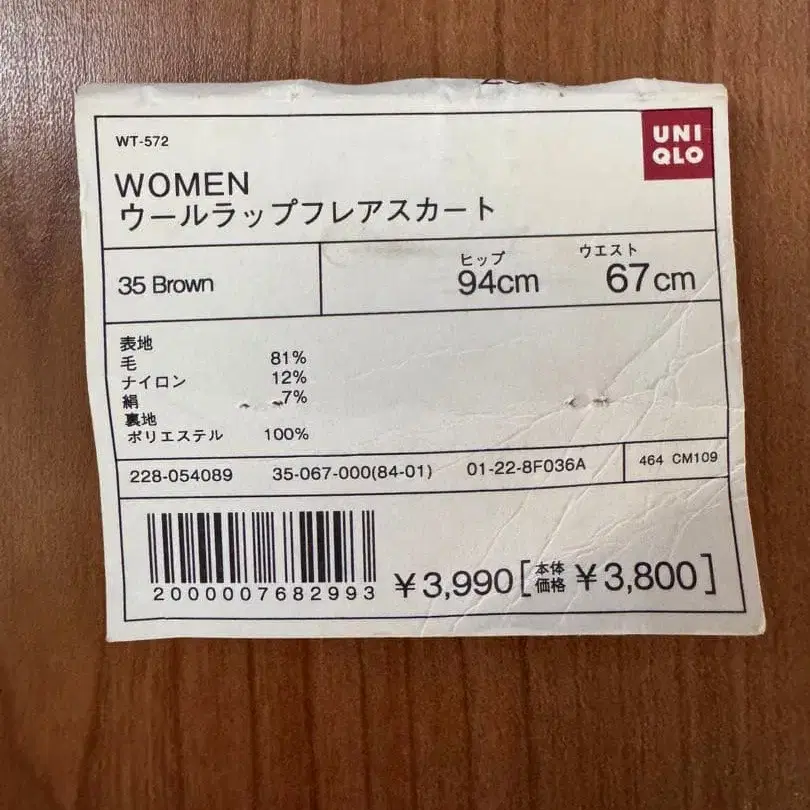 WT-572
UNI
QLO
WOMEN
ウールラップフレアスカート
35 Brown
ヒップ
94cm
ウエスト
67cm
表地
毛 81%
ナイロン 12%
絹 7%
裏地
ポリエステル 100%
228-054089 35-067-000(84-01) 01-22-8F036A 464 CM109
2000007682993
¥3,990[本体価格 ¥3,800]